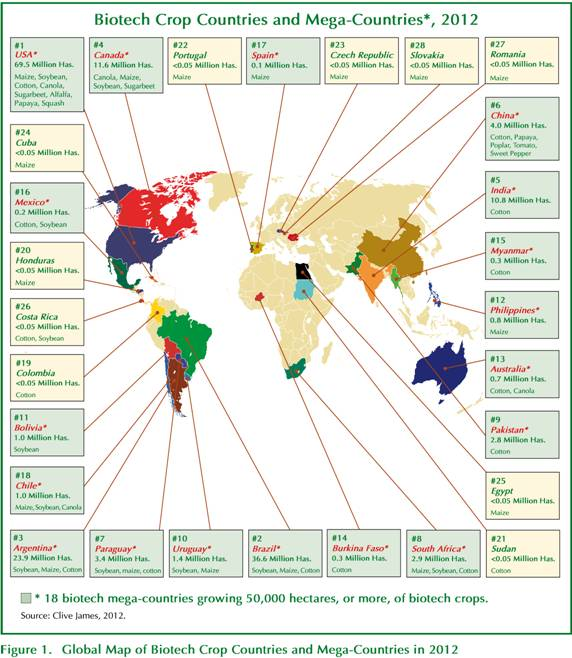 Biotech Crop Countries and Mega-Countries*, 2012
#1
USA*
69.5 Million Has.
Maize, Soybean,
Cotton, Canola,
Sugarbeet, Alfalfa,
Papaya, Squash
#4
Canada*
11.6 Million Has.
Canola, Maize,
Soybean, Sugarbeet
#22
Portugal
<0.05 Million Has.
Maize
#17
Spain*
0.1 Million Has.
Maize
#23
Czech Republic
<0.05 Million Has.
Maize
#28
Slovakia
<0.05 Million Has.
Maize
#27
Romania
<0.05 Million Has.
Maize
#24
Cuba
<0.05 Million Has.
Maize
#16
Mexico*
0.2 Million Has.
Cotton, Soybean
#20
Honduras
<0.05 Million Has.
Maize
#26
Costa Rica
<0.05 Million Has.
Cotton, Soybean
#19
Colombia
<0.05 Million Has.
Cotton
#11
Bolivia*
1.0 Million Has.
Soybean
#18
Chile*
1.0 Million Has.
Maize, Soybean, Canola
#6
China*
4.0 Million Has.
Cotton, Papaya,
Poplar, Tomato,
Sweet Pepper
#5
India*
10.8 Million Has.
Cotton
#15
Myanmar*
0.3 Million Has.
Cotton
#12
Philippines*
0.8 Million Has.
Maize
#13
Australia*
0.7 Million Has.
Cotton, Canola
#9
Pakistan*
2.8 Million Has.
Cotton
#25
Egypt
<0.05 Million Has.
Maize
#3
Argentina*
23.9 Million Has.
Soybean, Maize, Cotton
#7
Paraguay*
3.4 Million Has.
Soybean, maize, cotton
#10
Uruguay*
1.4 Million Has.
Soybean, Maize
#2
Brazil*
36.6 Million Has.
Soybean, Maize, Cotton
#14
Burkina Faso*
0.3 Million Has.
Cotton
#8
South Africa*
2.9 Million Has.
Maize, Soybean, Cotton
#21
Sudan
<0.05 Million Has.
Cotton
* 18 biotech mega-countries growing 50,000 hectares, or more, of biotech crops.
Source: Clive James, 2012.
Figure 1. Global Map of Biotech Crop Countries and Mega-Countries in 2012